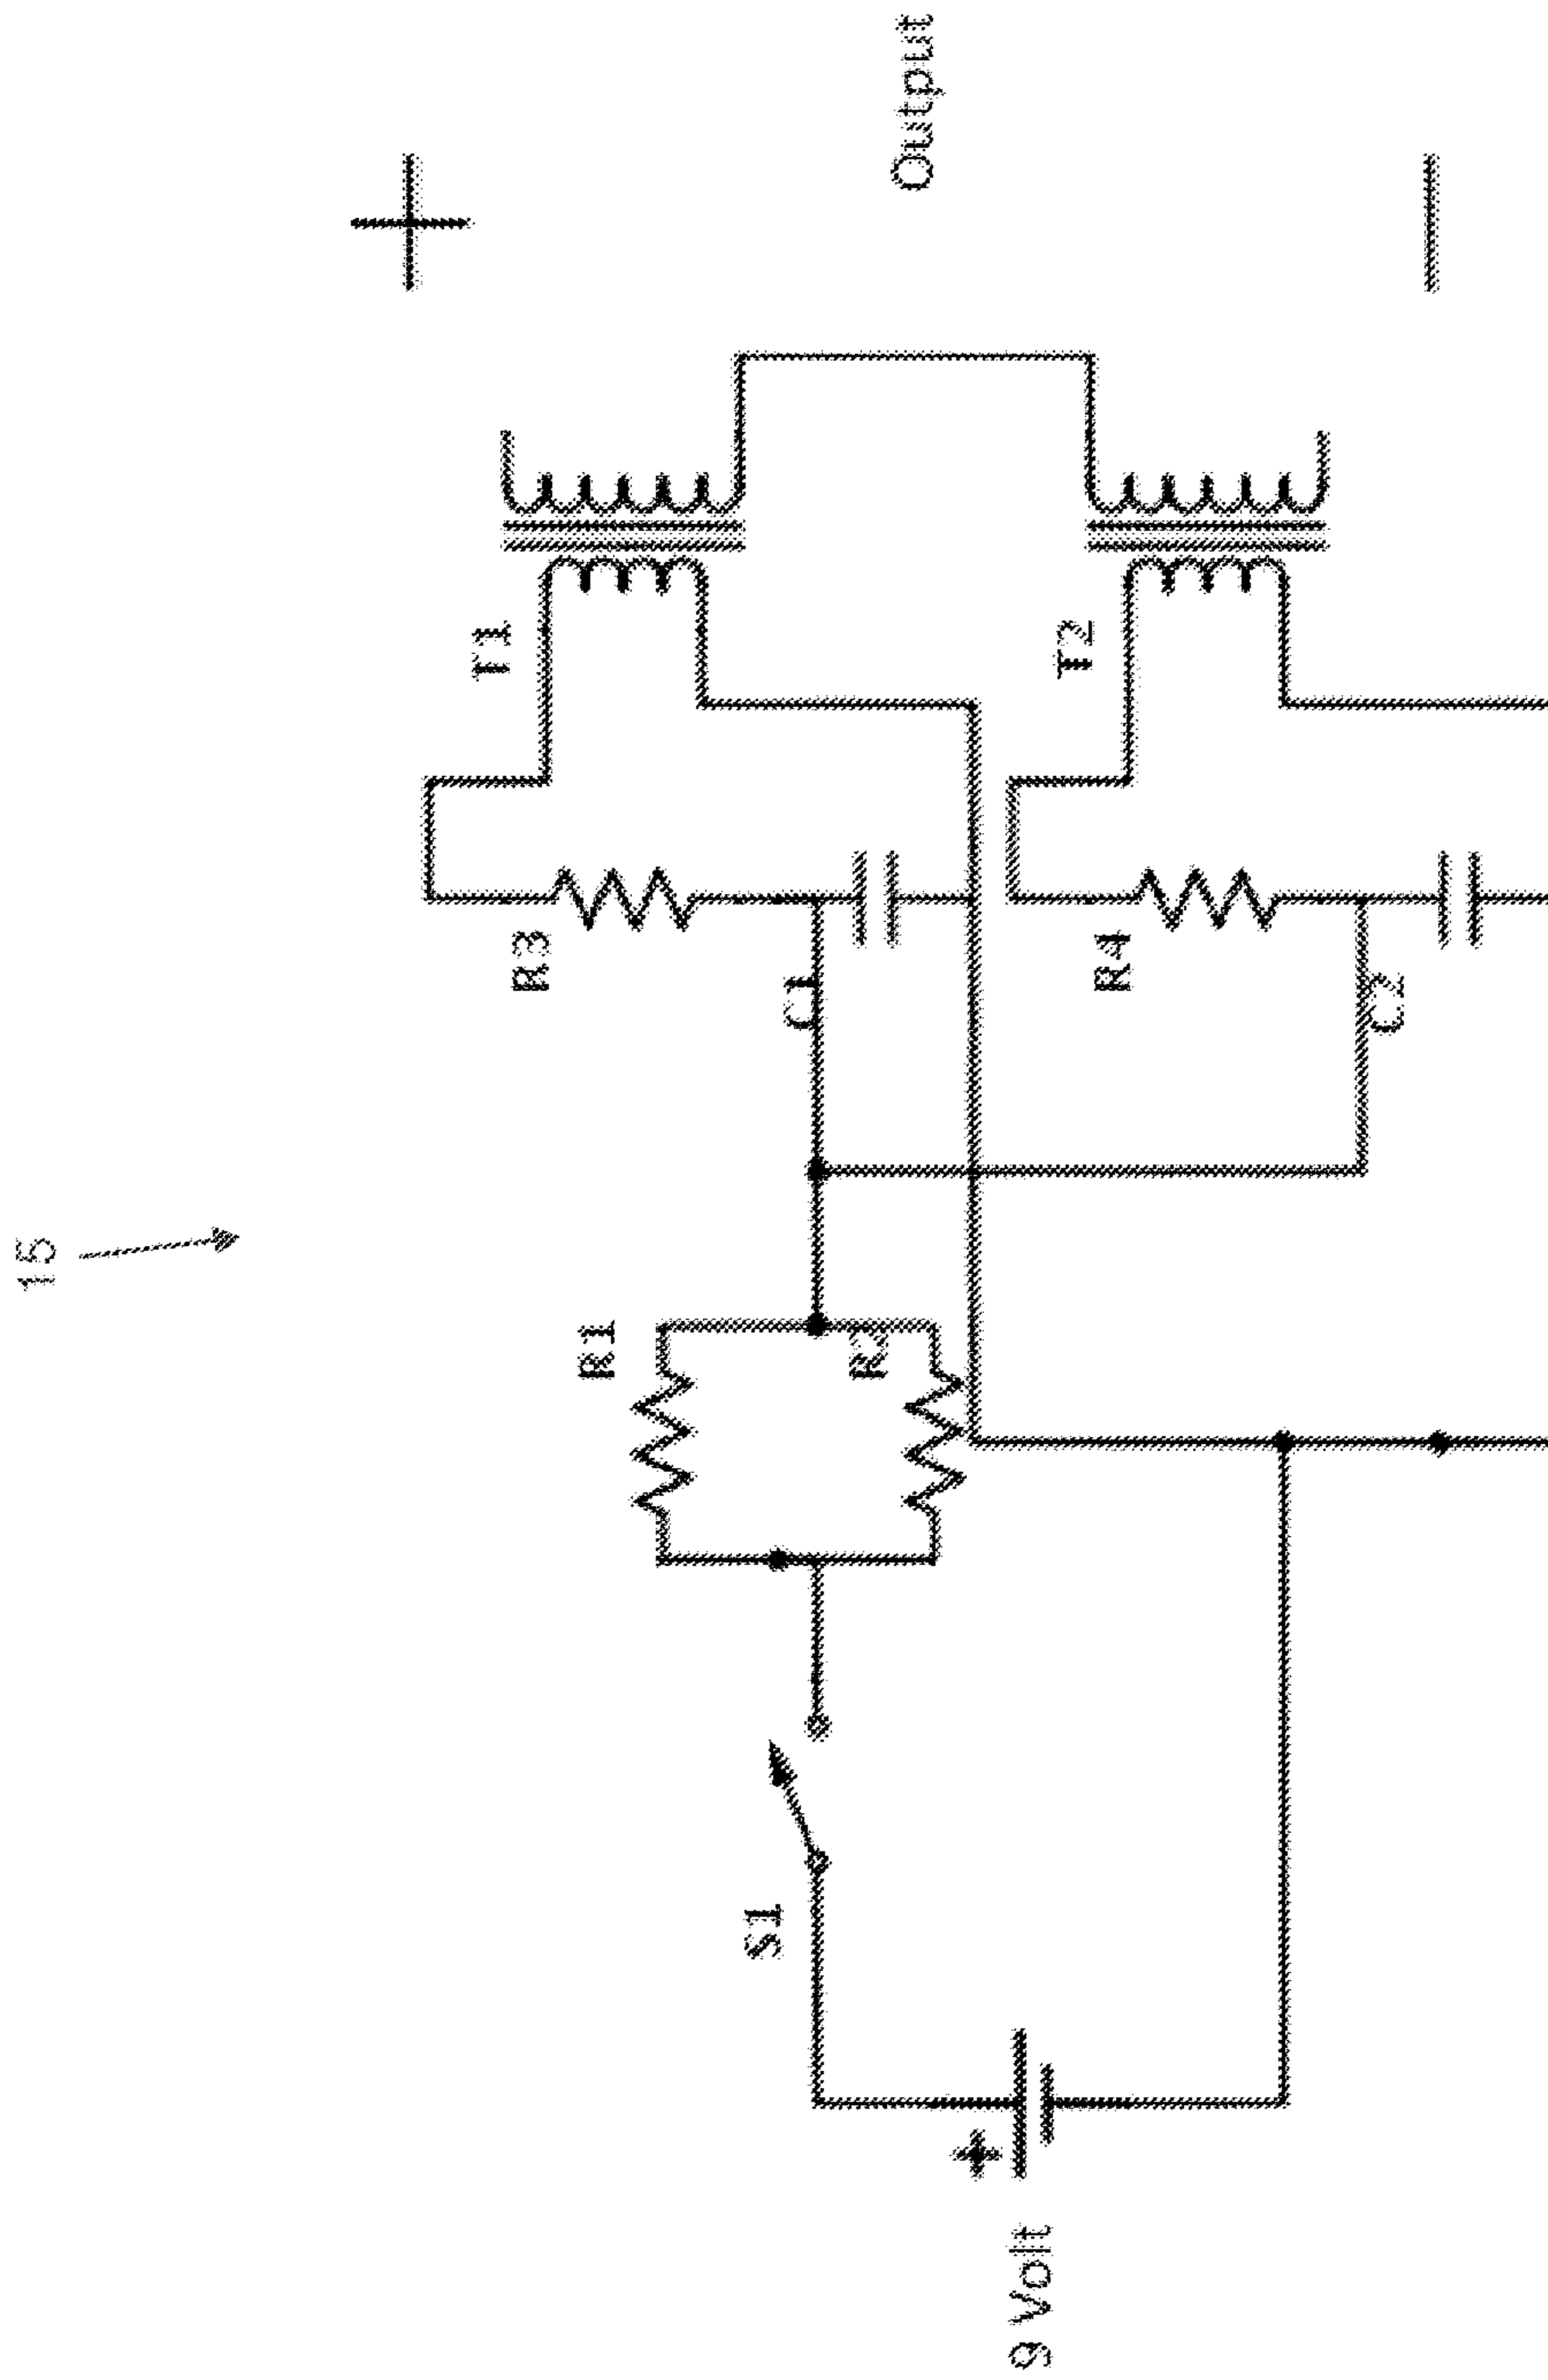 15
9 Volt
+
S1
R1
R2
C1
R3
T1
C2
R4
T2
+
Output
—